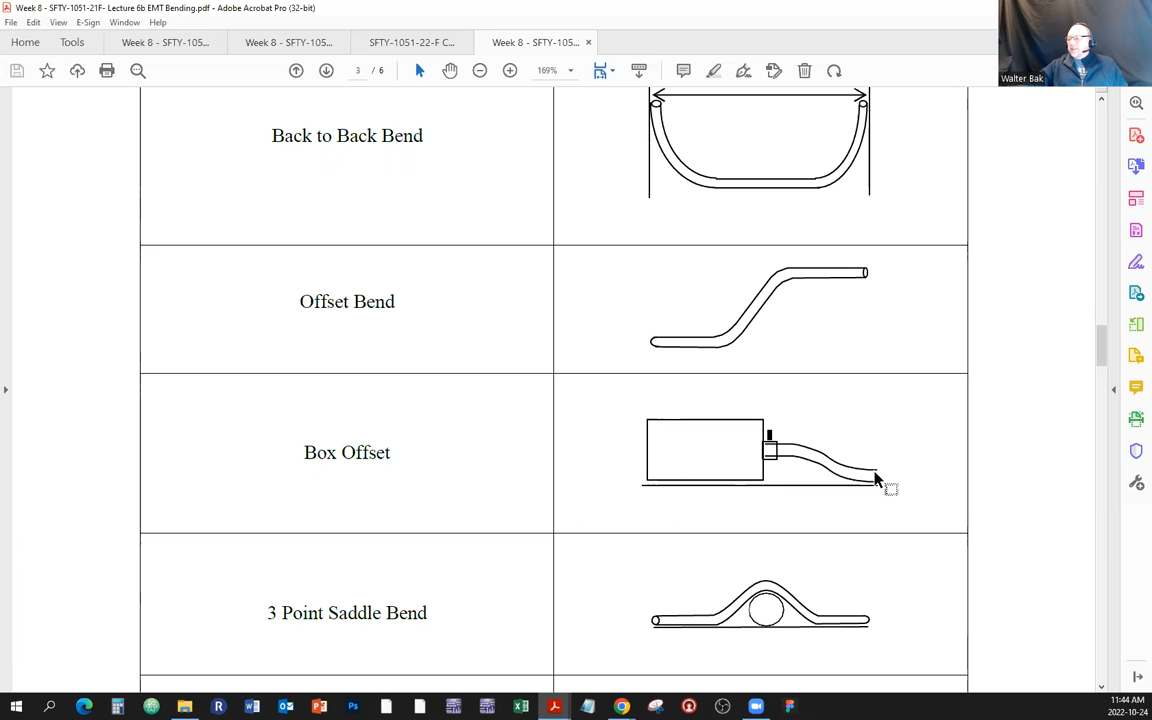 Week 8 - SFTY-1051-21F- Lecture 6b EMT Bending.pdf - Adobe Acrobat Pro (32-bit)
File Edit View E-Sign Window Help
Home Tools Week 8 - SFTY-105... Week 8 - SFTY-105... SFTY-1051-22-F C... Week 8 - SFTY-105... ×
3 / 6 169%
Walter Bak
Back to Back Bend
Offset Bend
Box Offset
3 Point Saddle Bend
11:44 AM
2022-10-24